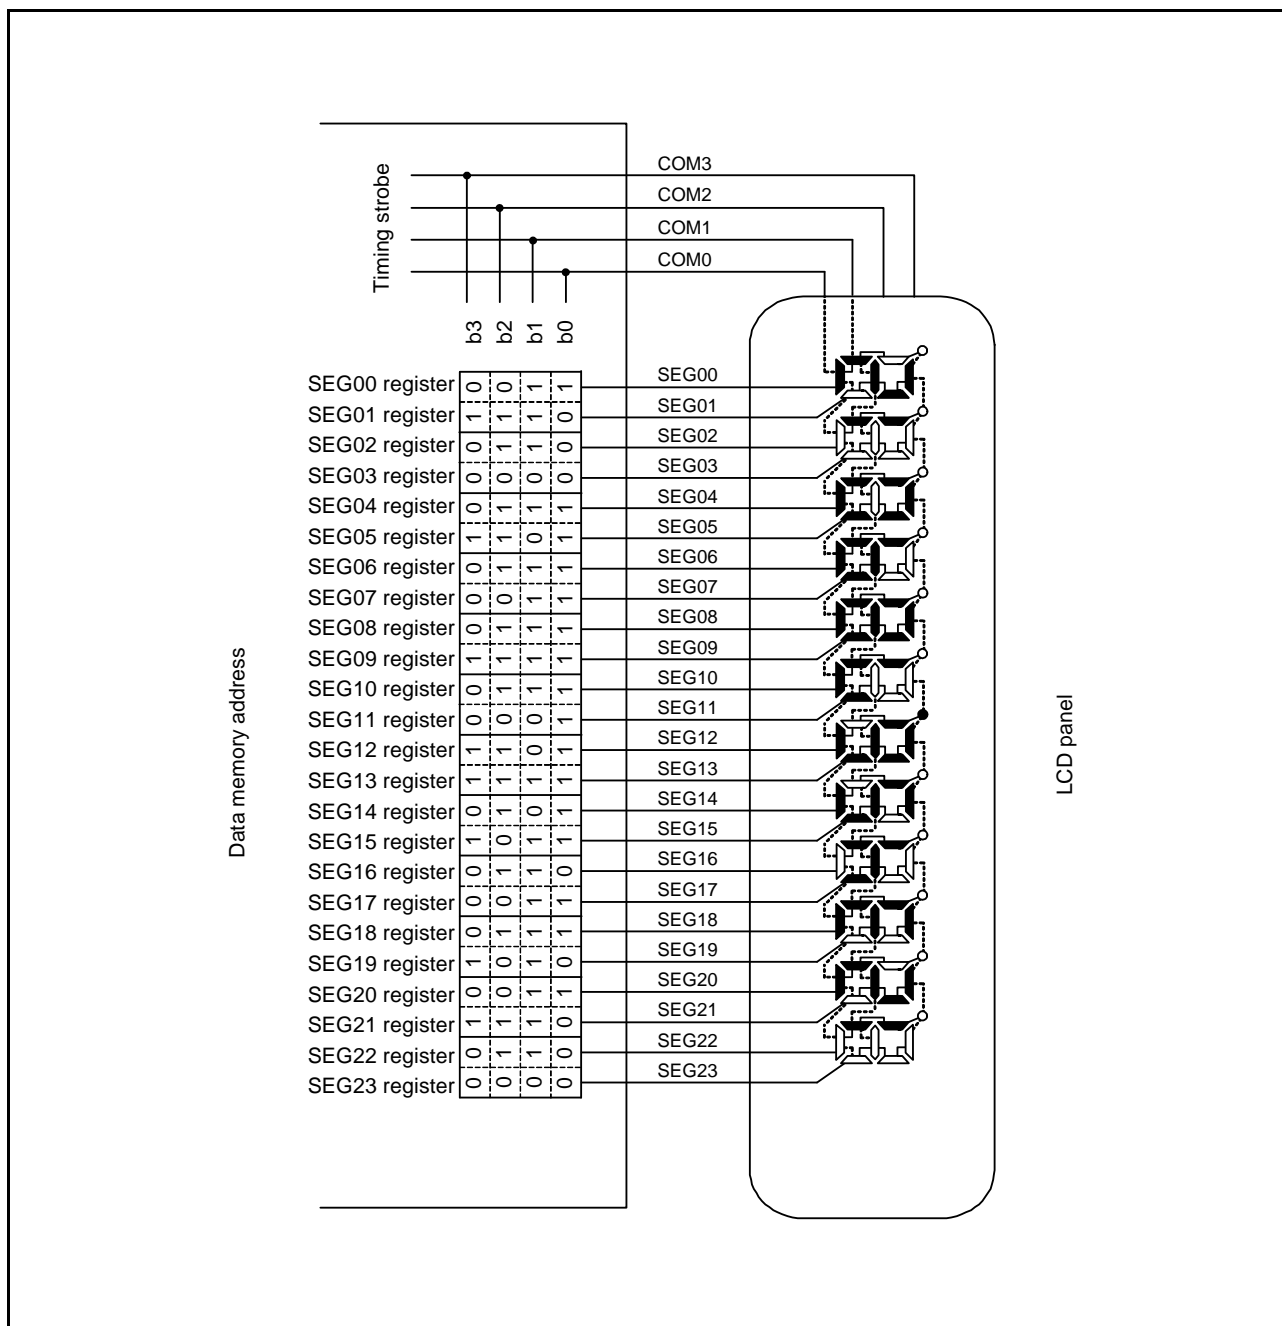 Timing strobe
COM3
COM2
COM1
COM0
b3 b2 b1 b0
SEG00 register 0 0 1 1 SEG00
SEG01 register 1 1 1 0 SEG01
SEG02 register 0 1 1 0 SEG02
SEG03 register 0 0 0 0 SEG03
SEG04 register 0 1 1 1 SEG04
SEG05 register 1 1 0 1 SEG05
SEG06 register 0 1 1 1 SEG06
SEG07 register 0 0 1 1 SEG07
SEG08 register 0 1 1 1 SEG08
SEG09 register 1 1 1 1 SEG09
SEG10 register 0 1 1 1 SEG10
SEG11 register 0 0 0 1 SEG11
SEG12 register 1 1 0 1 SEG12
SEG13 register 1 1 1 1 SEG13
SEG14 register 0 1 0 1 SEG14
SEG15 register 1 0 1 1 SEG15
SEG16 register 0 1 1 0 SEG16
SEG17 register 0 0 1 1 SEG17
SEG18 register 0 1 1 1 SEG18
SEG19 register 1 0 1 0 SEG19
SEG20 register 0 0 1 1 SEG20
SEG21 register 1 1 1 0 SEG21
SEG22 register 0 1 1 0 SEG22
SEG23 register 0 0 0 0 SEG23
Data memory address
LCD panel